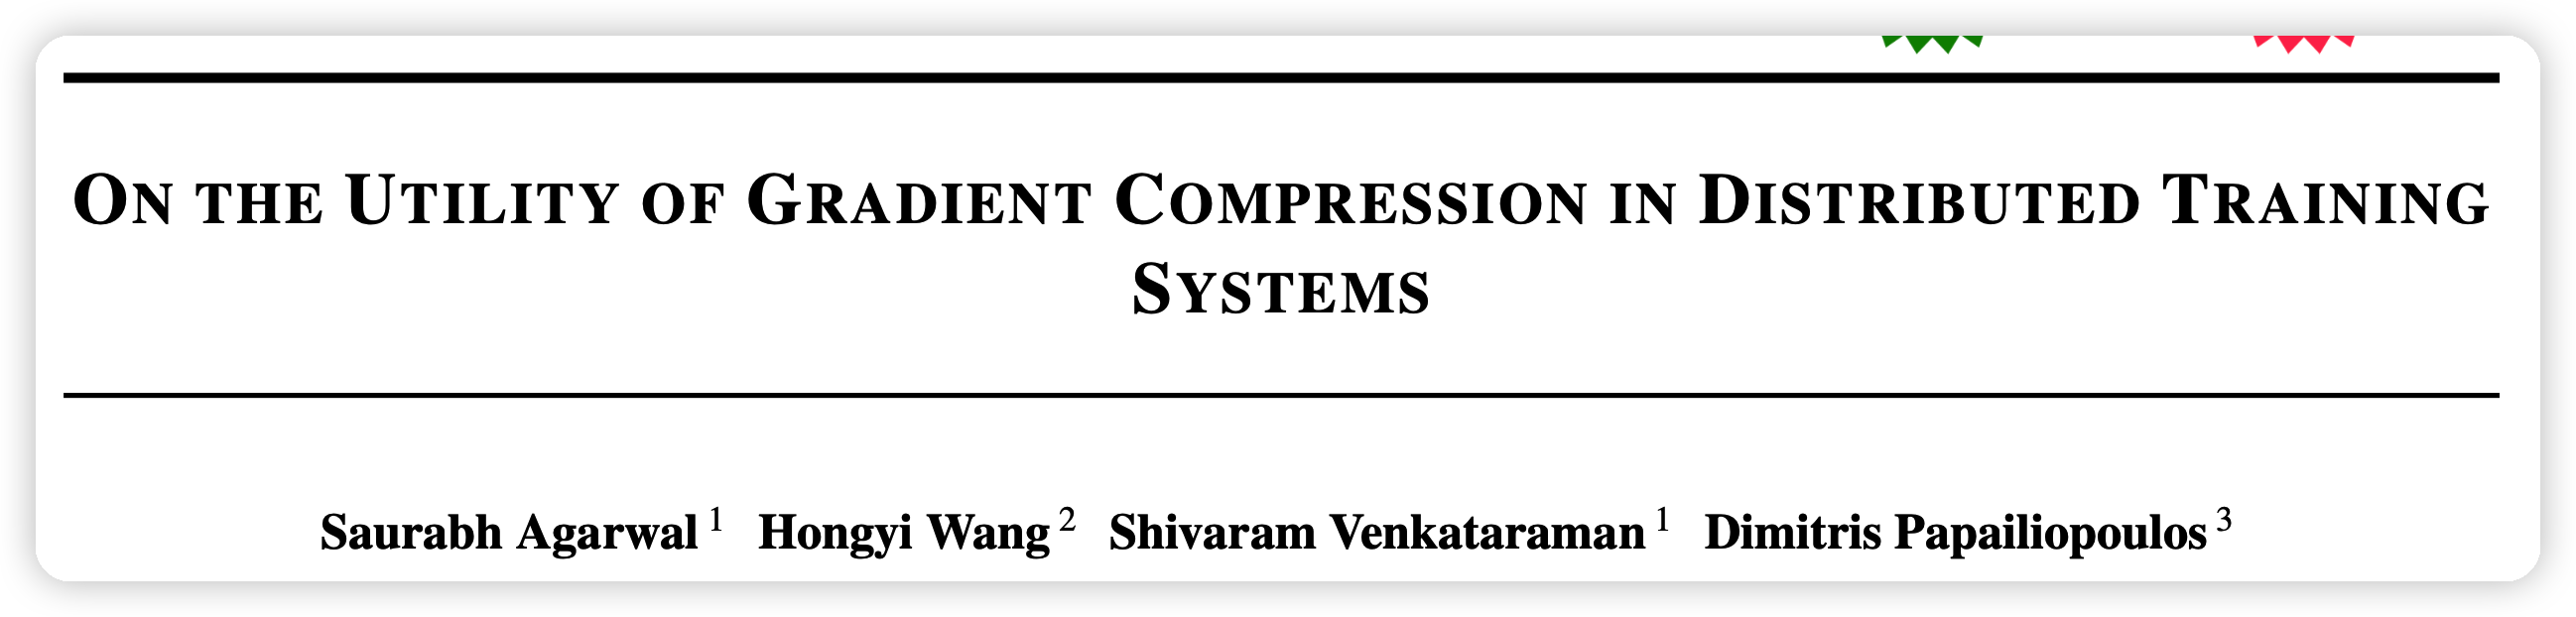 ON THE UTILITY OF GRADIENT COMPRESSION IN DISTRIBUTED TRAINING
SYSTEMS
Saurabh Agarwal 1 Hongyi Wang 2 Shivaram Venkataraman 1 Dimitris Papailiopoulos 3